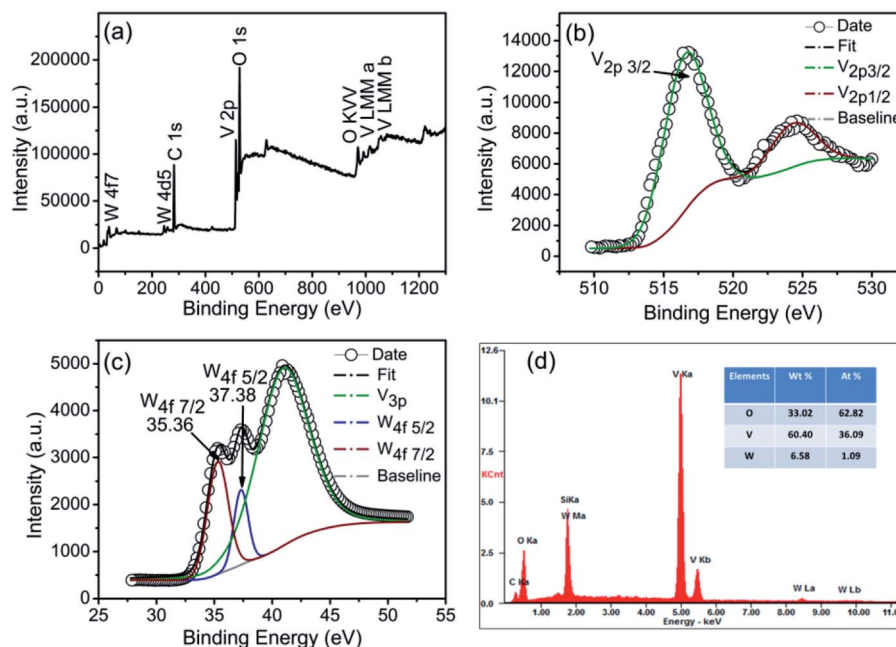 (a)
200000
150000
100000
50000
0
Intensity (a.u.)
W 4f7
W 4d5
C 1s
V 2p
O 1s
O KVV
V LMM a
V LMM b
0 200 400 600 800 1000 1200
Binding Energy (eV)
(b)
14000
12000
10000
8000
6000
4000
2000
0
Intensity (a.u.)
V2p 3/2
Date
Fit
V2p3/2
V2p1/2
Baseline
510 515 520 525 530
Binding Energy (eV)
(c)
5000
4000
3000
2000
1000
0
Intensity (a.u.)
W4f 7/2
35.36
W4f 5/2
37.38
Date
Fit
V3p
W4f 5/2
W4f 7/2
Baseline
25 30 35 40 45 50 55
Binding Energy (eV)
(d)
12.6
10.1
7.5
KCnt
5.0
2.5
0.0
C Ka
O Ka
SiKa
W Ma
V Ka
V Kb
W La
W Lb
1.00 2.00 3.00 4.00 5.00 6.00 7.00 8.00 9.00 10.00 11.0
Energy - keV
Elements Wt % At %
O 33.02 62.82
V 60.40 36.09
W 6.58 1.09